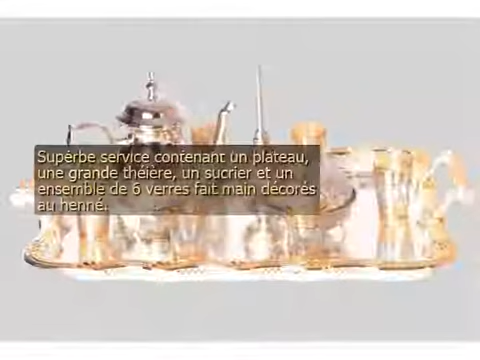 Supérbe service contenant un plateau,
une grande théière, un sucrier et un
ensemble de 6 verres fait main décorés
au henné.